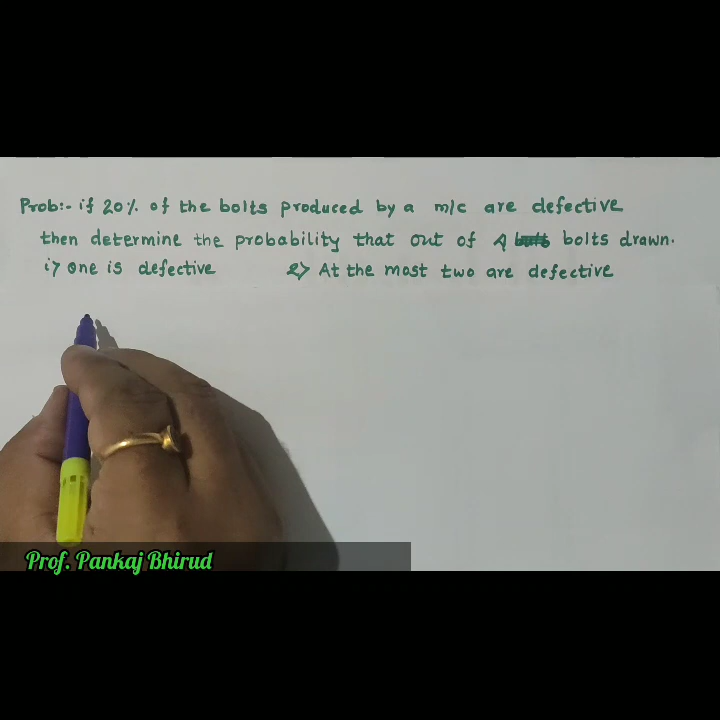 Prob:- if 20% of the bolts produced by a m/c are defective
then determine the probability that out of 4 bolts drawn.
i) one is defective 2) At the most two are defective
Prof. Pankaj Bhirud